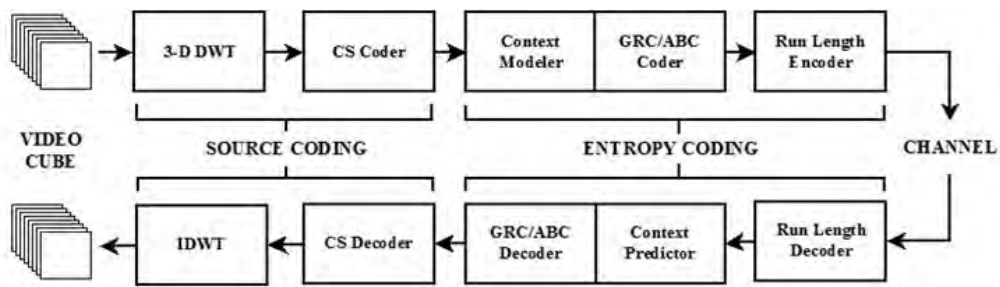 3-D DWT
CS Coder
Context
Modeler
GRC/ABC
Coder
Run Length
Encoder
VIDEO
CUBE
SOURCE CODING
ENTROPY CODING
CHANNEL
IDWT
CS Decoder
GRC/ABC
Decoder
Context
Predictor
Run Length
Decoder